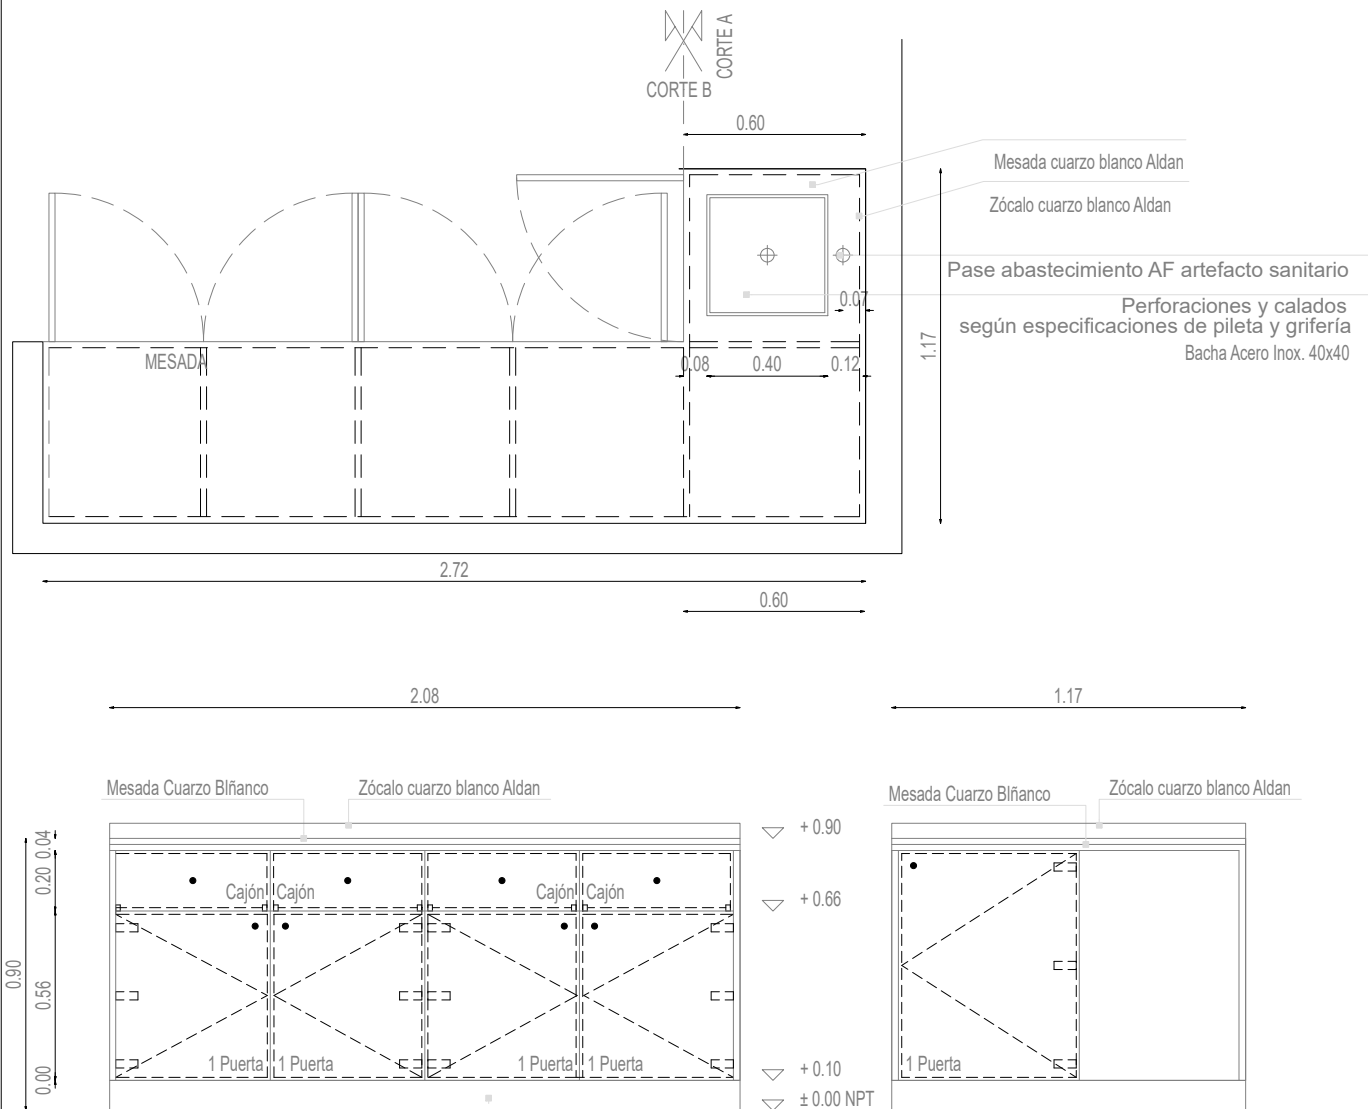 CORTE A
CORTE B
0.60
Mesada cuarzo blanco Aldan
Zócalo cuarzo blanco Aldan
Pase abastecimiento AF artefacto sanitario
0.07
Perforaciones y calados
según especificaciones de pileta y grifería
Bacha Acero Inox. 40x40
1.17
MESADA
0.08
0.40
0.12
2.72
0.60
2.08
1.17
Mesada Cuarzo Blñanco
Zócalo cuarzo blanco Aldan
Mesada Cuarzo Blñanco
Zócalo cuarzo blanco Aldan
+ 0.90
0.04
0.20
Cajón
Cajón
Cajón
Cajón
+ 0.66
0.90
0.56
1 Puerta
1 Puerta
1 Puerta
1 Puerta
1 Puerta
+ 0.10
0.00
± 0.00 NPT